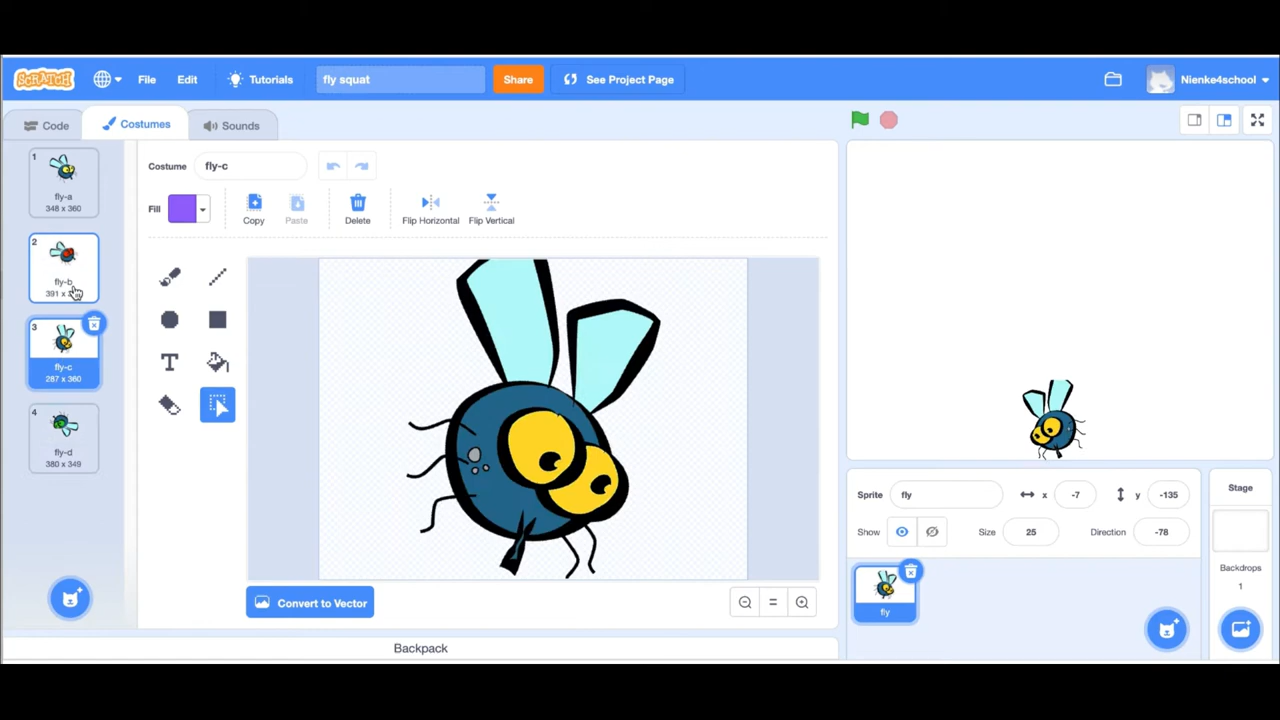 SCRATCH File Edit Tutorials fly squat Share See Project Page Nienke4school
Code Costumes Sounds
1
fly-a
348 x 360
2
fly-b
391 x
3
fly-c
287 x 360
4
fly-d
380 x 349
Costume fly-c
Fill Copy Paste Delete Flip Horizontal Flip Vertical
T
Convert to Vector
Backpack
Sprite fly x -7 y -135
Show Size 25 Direction -78
fly
Stage
Backdrops
1